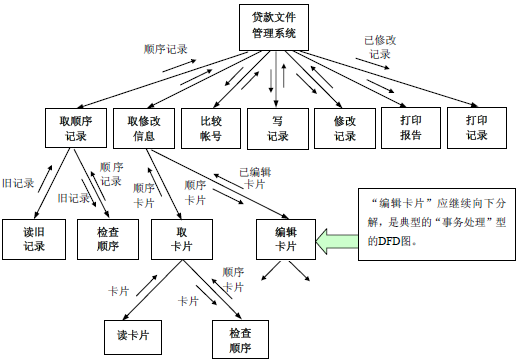 贷款文件
管理系统
顺序记录
已修改
记录
取顺序
记录
取修改
信息
比较
帐号
写
记录
修改
记录
打印
报告
打印
记录
旧记录
顺序
记录
旧记录
顺序
卡片
顺序
卡片
已编辑
卡片
读旧
记录
检查
顺序
取
卡片
编辑
卡片
“编辑卡片”应继续向下分
解，是典型的“事务处理”型
的DFD图。
卡片
卡片
顺序
卡片
读卡片
检查
顺序